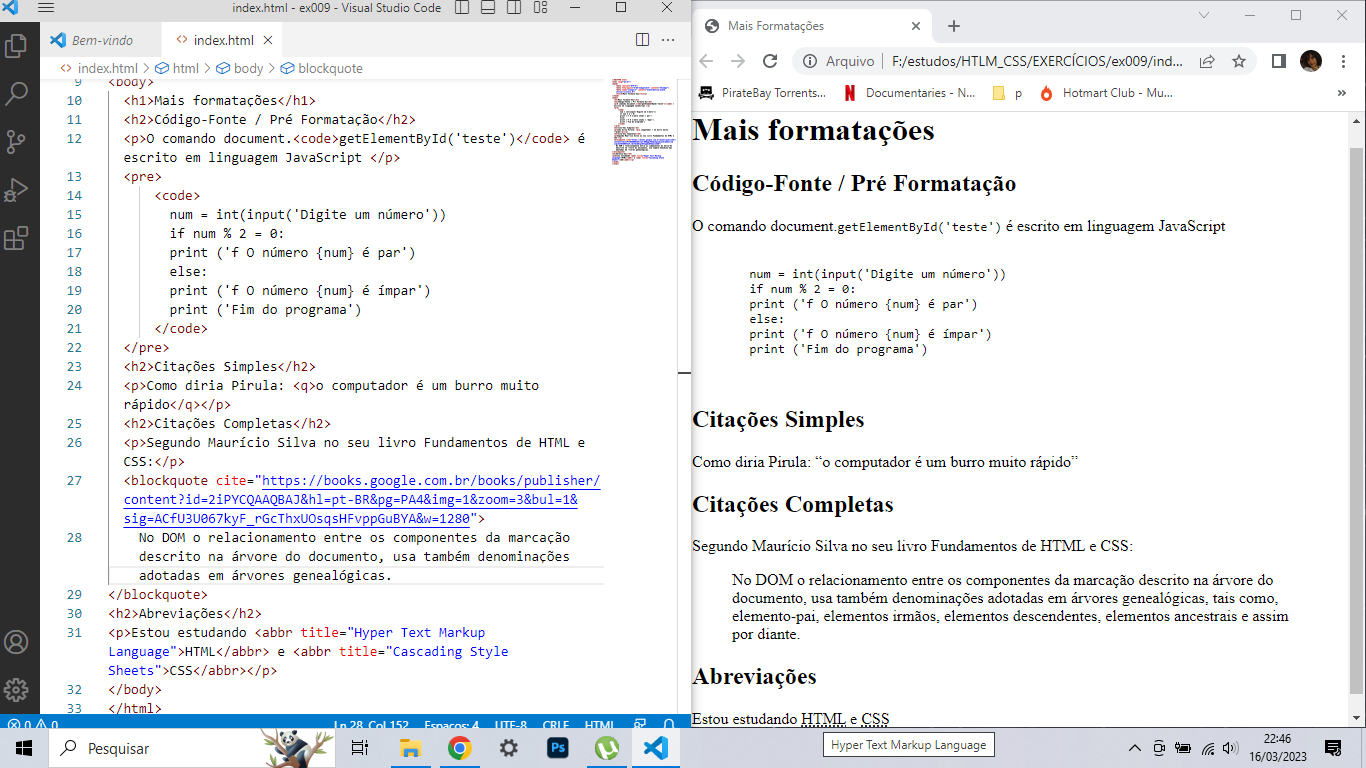 index.html - ex009 - Visual Studio Code
Bem-vindo
index.html
index.html > html > body > blockquote
9 <body>
10 <h1>Mais formatações</h1>
11 <h2>Código-Fonte / Pré Formatação</h2>
12 <p>O comando document.<code>getElementById('teste')</code> é
escrito em linguagem JavaScript </p>
13 <pre>
14 <code>
15 num = int(input('Digite um número'))
16 if num % 2 = 0:
17 print ('f O número {num} é par')
18 else:
19 print ('f O número {num} é ímpar')
20 print ('Fim do programa')
21 </code>
22 </pre>
23 <h2>Citações Simples</h2>
24 <p>Como diria Pirula: <q>o computador é um burro muito
rápido</q></p>
25 <h2>Citações Completas</h2>
26 <p>Segundo Maurício Silva no seu livro Fundamentos de HTML e
CSS:</p>
27 <blockquote cite="https://books.google.com.br/books/publisher/
content?id=2iPYCQAAQBAJ&hl=pt-BR&pg=PA4&img=1&zoom=3&bul=1&
sig=ACfU3U067kyF_rGcThxUOsqsHFvppGuBYA&w=1280">
28 No DOM o relacionamento entre os componentes da marcação
descrito na árvore do documento, usa também denominações
adotadas em árvores genealógicas.
29 </blockquote>
30 <h2>Abreviações</h2>
31 <p>Estou estudando <abbr title="Hyper Text Markup
Language">HTML</abbr> e <abbr title="Cascading Style
Sheets">CSS</abbr></p>
32 </body>
33 </html>
0 0 Ln 28, Col 152 Espaços: 4 UTF-8 CRLF HTML
Mais Formatações
Arquivo | F:/estudos/HTLM_CSS/EXERCÍCIOS/ex009/ind...
PirateBay Torrents... Documentaries - N... p Hotmart Club - Mu... »
Mais formatações
Código-Fonte / Pré Formatação
O comando document.getElementById('teste') é escrito em linguagem JavaScript
num = int(input('Digite um número'))
if num % 2 = 0:
print ('f O número {num} é par')
else:
print ('f O número {num} é ímpar')
print ('Fim do programa')
Citações Simples
Como diria Pirula: “o computador é um burro muito rápido”
Citações Completas
Segundo Maurício Silva no seu livro Fundamentos de HTML e CSS:
No DOM o relacionamento entre os componentes da marcação descrito na árvore do
documento, usa também denominações adotadas em árvores genealógicas, tais como,
elemento-pai, elementos irmãos, elementos descendentes, elementos ancestrais e assim
por diante.
Abreviações
Estou estudando HTML e CSS
Hyper Text Markup Language
Pesquisar
Ps
22:46
16/03/2023